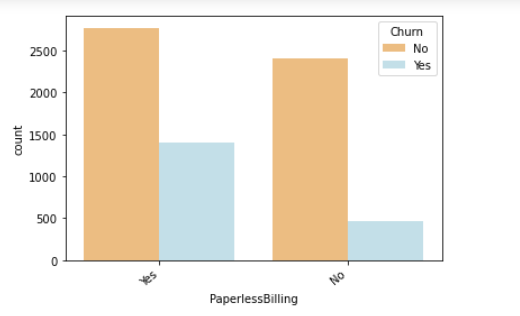 Churn
No
Yes
2500
2000
1500
1000
500
0
count
Yes
No
PaperlessBilling